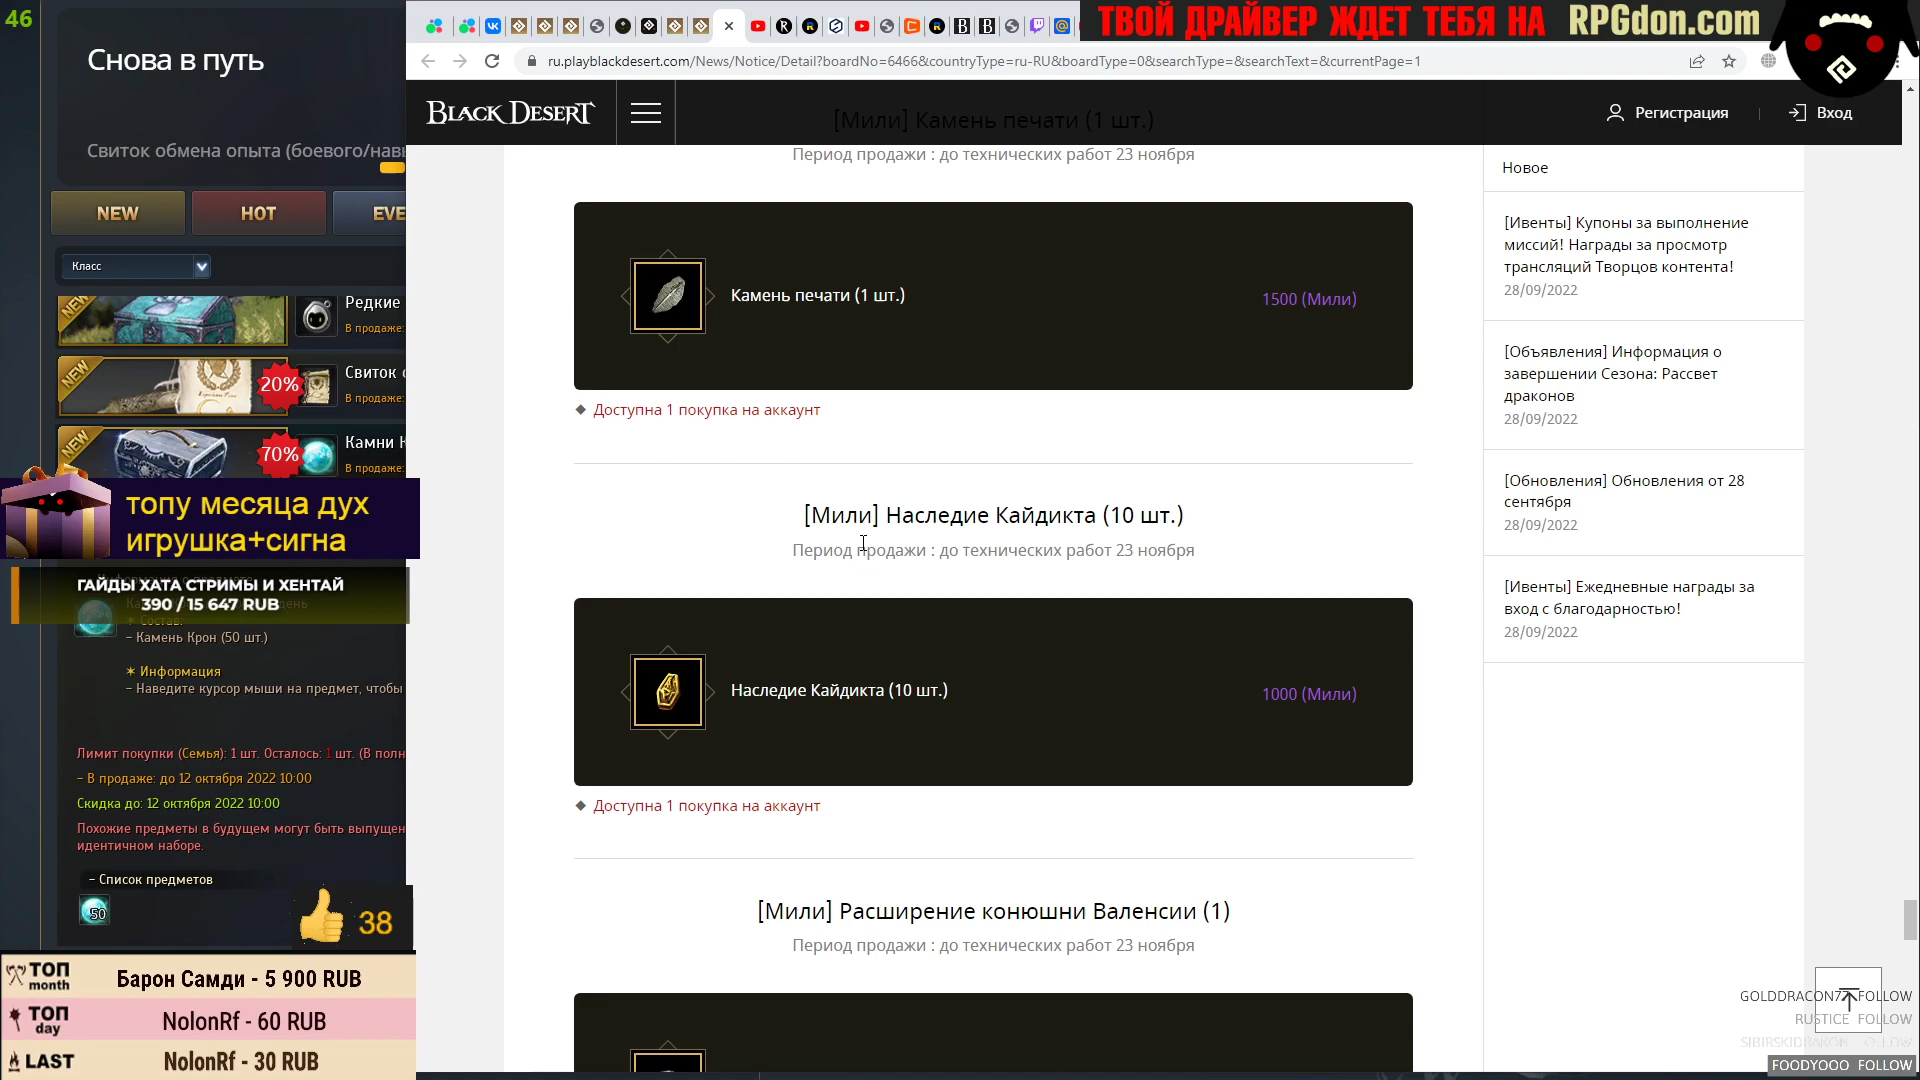 46
Снова в путь
Свиток обмена опыта (боевого/навы
NEW
HOT
EVE
Класс
NEW
Редкие
В продаже:
NEW
20%
Свиток
В продаже:
NEW
70%
Камни К
В продаже:
топу месяца дух
игрушка+сигна
ГАЙДЫ ХАТА СТРИМЫ И ХЕНТАЙ
390 / 15 647 RUB
Состав:
– Камень Крон (50 шт.)
✶ Информация
– Наведите курсор мыши на предмет, чтобы
Лимит покупки (Семья): 1 шт. Осталось: 1 шт. (В полн
– В продаже: до 12 октября 2022 10:00
Скидка до: 12 октября 2022 10:00
Похожие предметы в будущем могут быть выпущен
идентичном наборе.
– Список предметов
50
38
ТОП month
Барон Самди - 5 900 RUB
ТОП day
NolonRf - 60 RUB
LAST
NolonRf - 30 RUB
ТВОЙ ДРАЙВЕР ЖДЕТ ТЕБЯ НА RPGdon.com
ru.playblackdesert.com/News/Notice/Detail?boardNo=6466&countryType=ru-RU&boardType=0&searchType=&searchText=&currentPage=1
BLACK DESERT
Регистрация
Вход
[Мили] Камень печати (1 шт.)
Период продажи : до технических работ 23 ноября
Камень печати (1 шт.)
1500 (Мили)
◆ Доступна 1 покупка на аккаунт
[Мили] Наследие Кайдикта (10 шт.)
Период продажи : до технических работ 23 ноября
Наследие Кайдикта (10 шт.)
1000 (Мили)
◆ Доступна 1 покупка на аккаунт
[Мили] Расширение конюшни Валенсии (1)
Период продажи : до технических работ 23 ноября
Новое
[Ивенты] Купоны за выполнение
миссий! Награды за просмотр
трансляций Творцов контента!
28/09/2022
[Объявления] Информация о
завершении Сезона: Рассвет
драконов
28/09/2022
[Обновления] Обновления от 28
сентября
28/09/2022
[Ивенты] Ежедневные награды за
вход с благодарностью!
28/09/2022
GOLDDRACON77 FOLLOW
RUSTICE FOLLOW
FOODYOOO FOLLOW